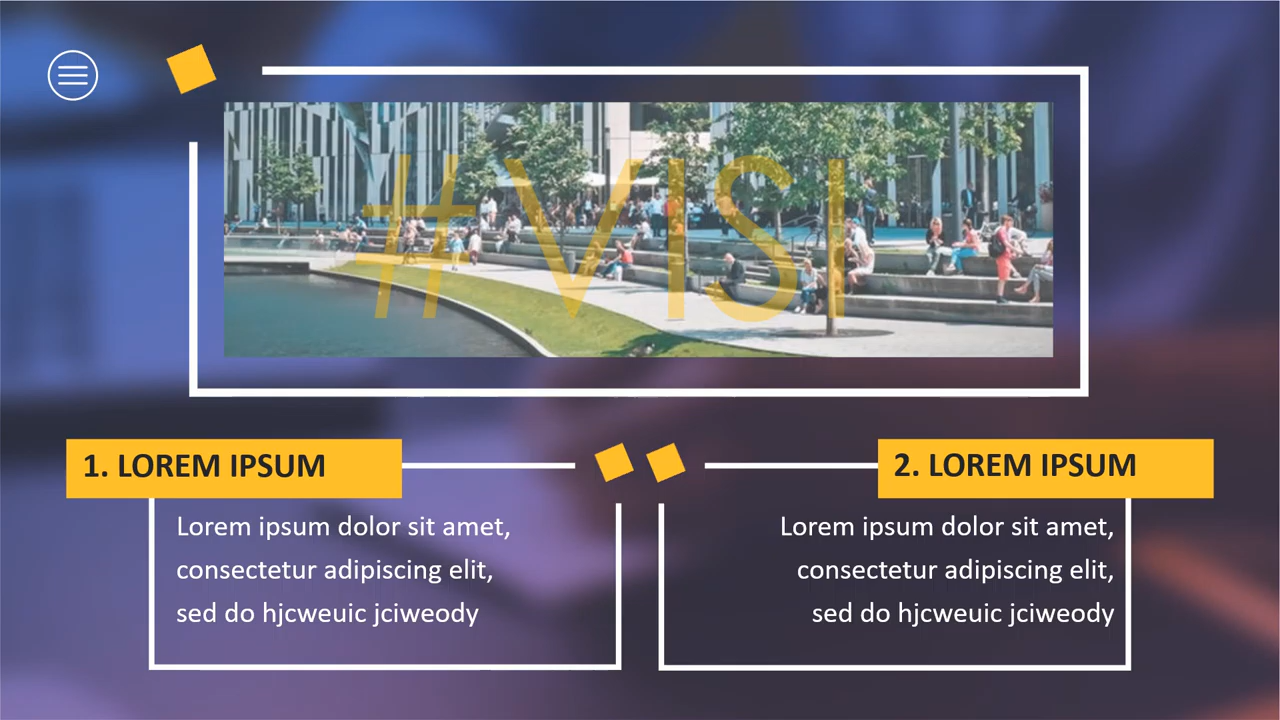 #VISI
1. LOREM IPSUM
Lorem ipsum dolor sit amet,
consectetur adipiscing elit,
sed do hjcweuic jciweody
2. LOREM IPSUM
Lorem ipsum dolor sit amet,
consectetur adipiscing elit,
sed do hjcweuic jciweody